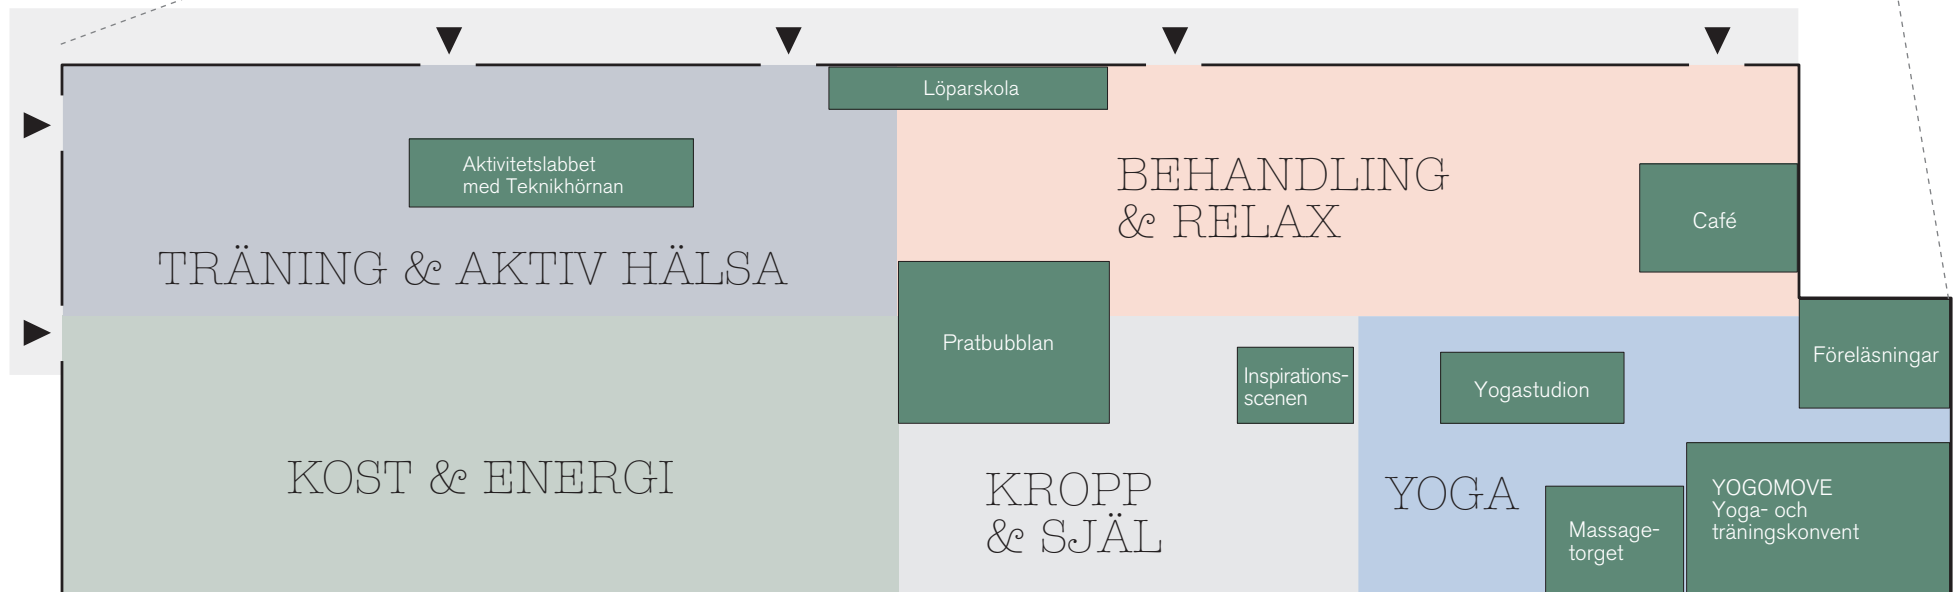 Löparskola
Aktivitetslabbet
med Teknikhörnan
BEHANDLING
& RELAX
Café
TRÄNING & AKTIV HÄLSA
Pratbubblan
Inspirations-
scenen
Yogastudion
Föreläsningar
KOST & ENERGI
KROPP
& SJÄL
YOGA
Massage-
torget
YOGOMOVE
Yoga- och
träningskonvent